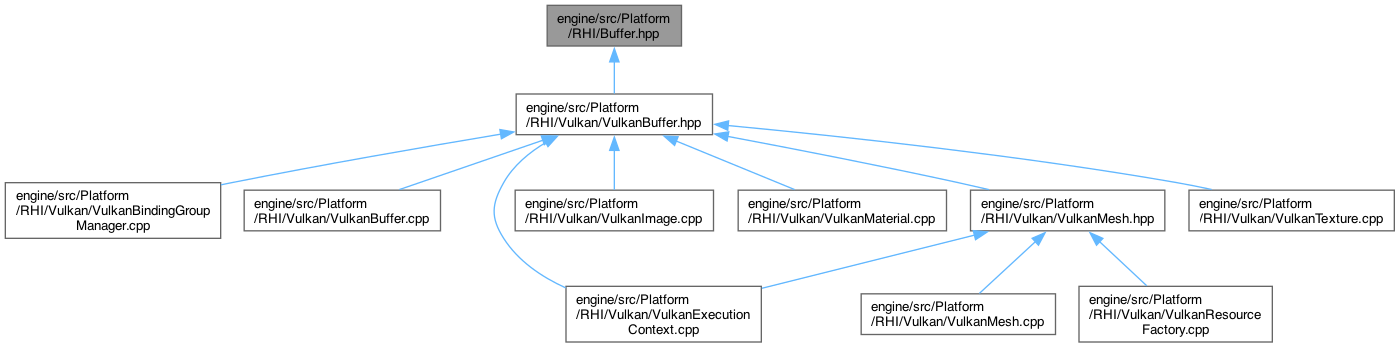 engine/src/Platform
/RHI/Buffer.hpp
engine/src/Platform
/RHI/Vulkan/VulkanBuffer.hpp
engine/src/Platform
/RHI/Vulkan/VulkanBindingGroup
Manager.cpp
engine/src/Platform
/RHI/Vulkan/VulkanBuffer.cpp
engine/src/Platform
/RHI/Vulkan/VulkanImage.cpp
engine/src/Platform
/RHI/Vulkan/VulkanMaterial.cpp
engine/src/Platform
/RHI/Vulkan/VulkanMesh.hpp
engine/src/Platform
/RHI/Vulkan/VulkanTexture.cpp
engine/src/Platform
/RHI/Vulkan/VulkanExecution
Context.cpp
engine/src/Platform
/RHI/Vulkan/VulkanMesh.cpp
engine/src/Platform
/RHI/Vulkan/VulkanResource
Factory.cpp